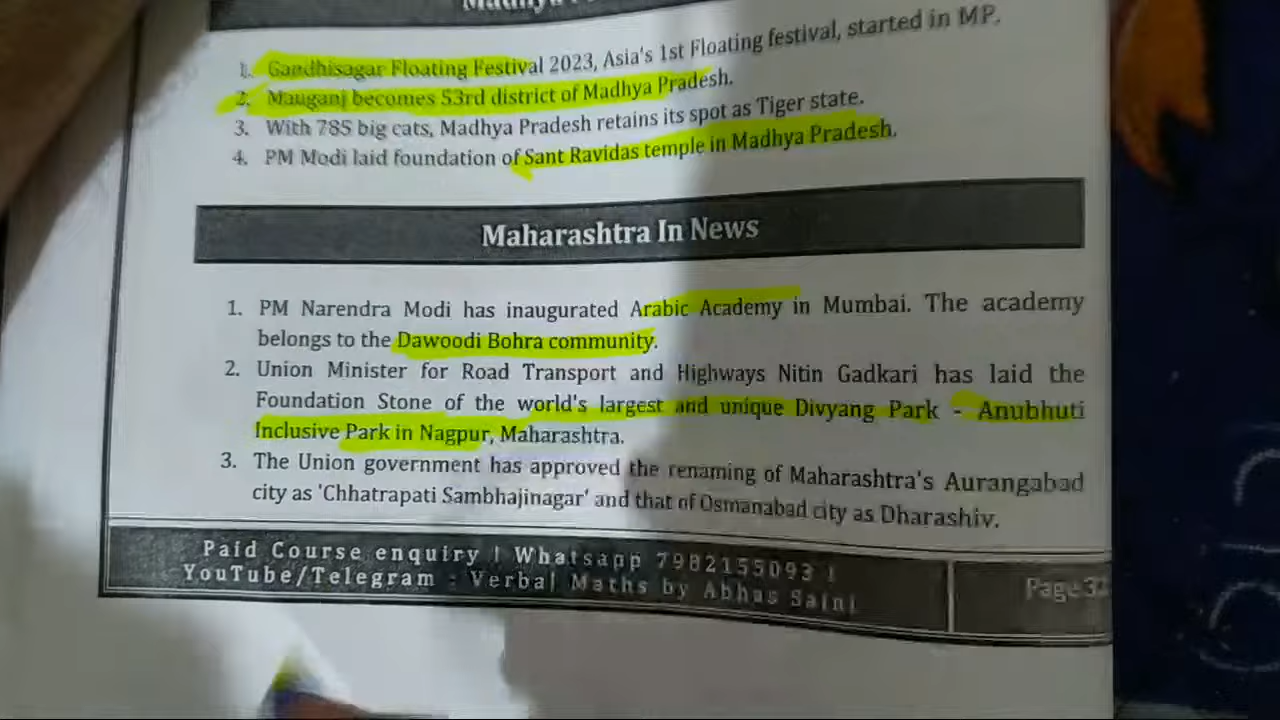 Madhya
1. Gandhisagar Floating Festival 2023, Asia's 1st Floating festival, started in MP.
2. Mauganj becomes 53rd district of Madhya Pradesh.
3. With 785 big cats, Madhya Pradesh retains its spot as Tiger state.
4. PM Modi laid foundation of Sant Ravidas temple in Madhya Pradesh.
Maharashtra In News
1. PM Narendra Modi has inaugurated Arabic Academy in Mumbai. The academy
belongs to the Dawoodi Bohra community.
2. Union Minister for Road Transport and Highways Nitin Gadkari has laid the
Foundation Stone of the world's largest and unique Divyang Park - Anubhuti
Inclusive Park in Nagpur, Maharashtra.
3. The Union government has approved the renaming of Maharashtra's Aurangabad
city as 'Chhatrapati Sambhajinagar' and that of Osmanabad city as Dharashiv.
Paid Course enquiry | Whatsapp 7982155093 |
YouTube/Telegram - Verbal Maths by Abhas Saini
Page